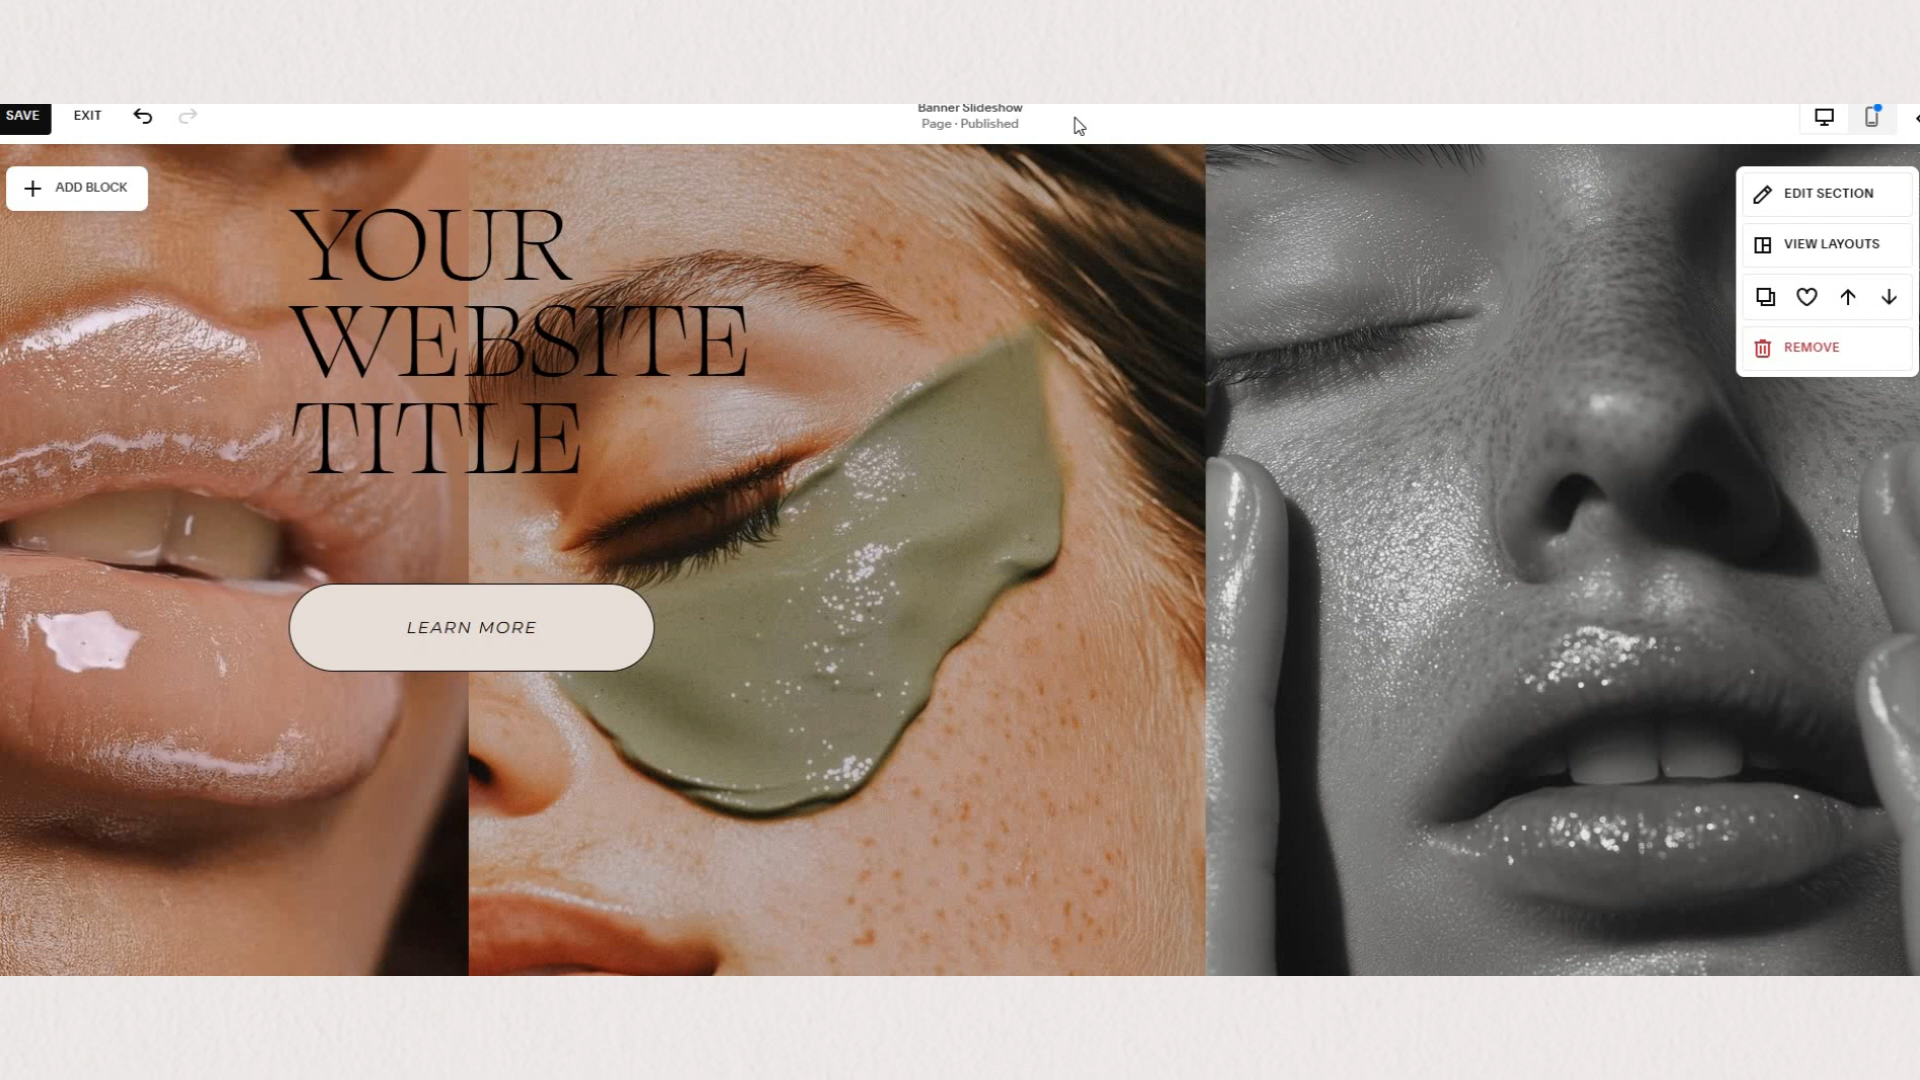 SAVE
EXIT
Banner Slideshow
Page · Published
ADD BLOCK
EDIT SECTION
VIEW LAYOUTS
REMOVE
YOUR
WEBSITE
TITLE
LEARN MORE